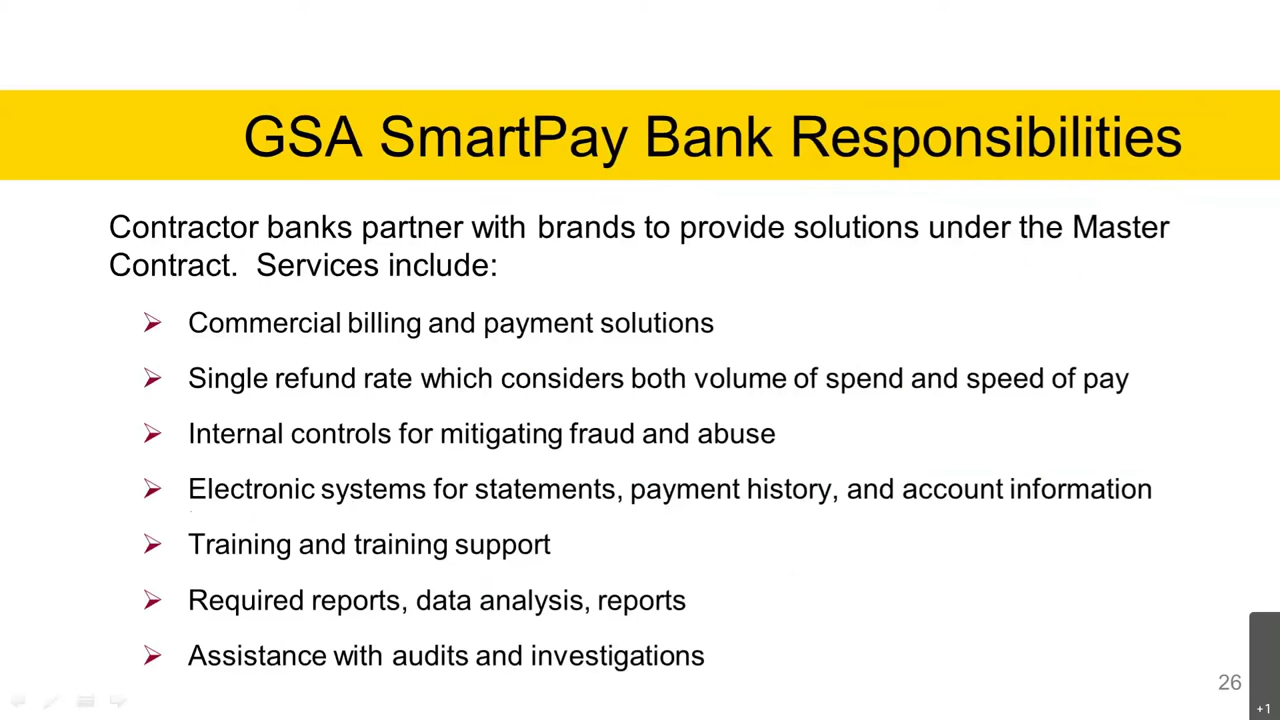 GSA SmartPay Bank Responsibilities
Contractor banks partner with brands to provide solutions under the Master
Contract.  Services include:
Commercial billing and payment solutions
Single refund rate which considers both volume of spend and speed of pay
Internal controls for mitigating fraud and abuse
Electronic systems for statements, payment history, and account information
Training and training support
Required reports, data analysis, reports
Assistance with audits and investigations
26
+1